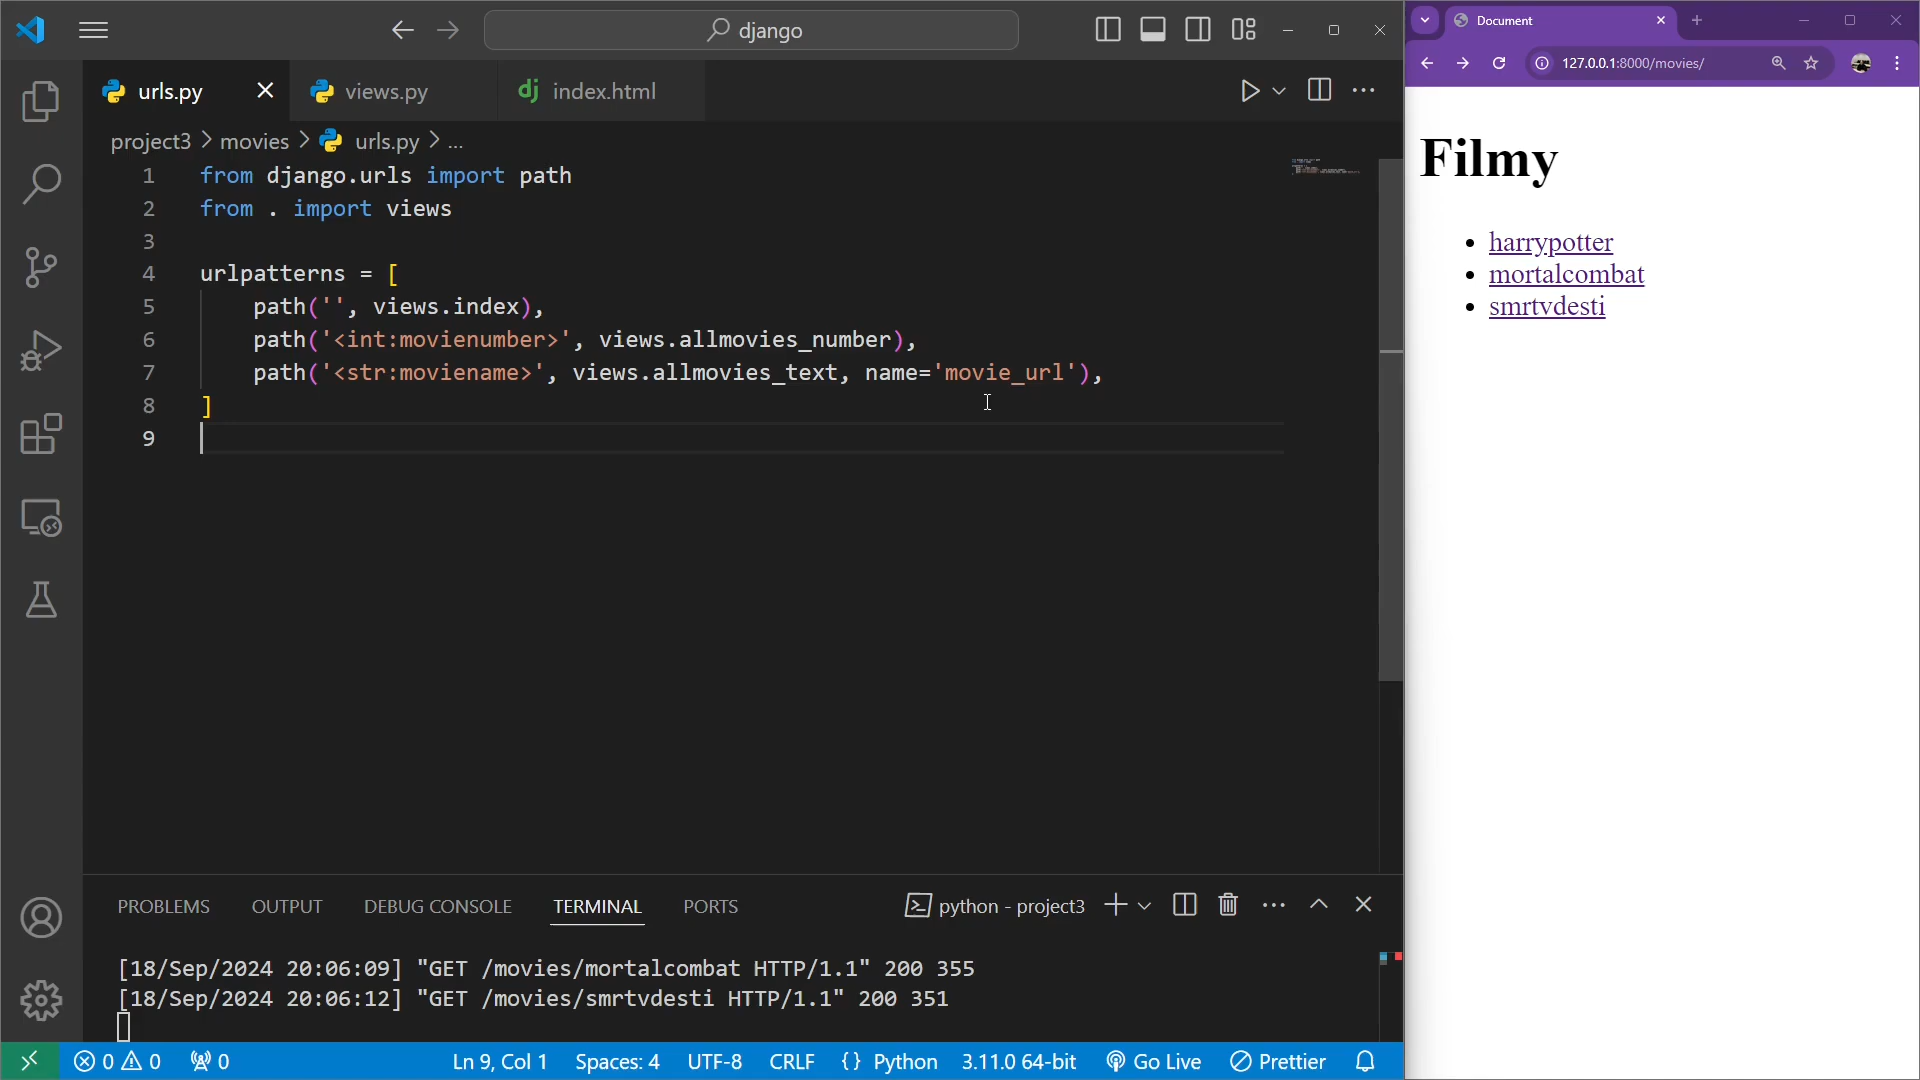 django
urls.py
views.py
dj index.html
project3 > movies > urls.py > ...
1 from django.urls import path
2 from . import views
3
4 urlpatterns = [
5     path('', views.index),
6     path('<int:movienumber>', views.allmovies_number),
7     path('<str:moviename>', views.allmovies_text, name='movie_url'),
8 ]
9
PROBLEMS OUTPUT DEBUG CONSOLE TERMINAL PORTS
python - project3
[18/Sep/2024 20:06:09] "GET /movies/mortalcombat HTTP/1.1" 200 355
[18/Sep/2024 20:06:12] "GET /movies/smrtvdesti HTTP/1.1" 200 351
0 0 0 Ln 9, Col 1 Spaces: 4 UTF-8 CRLF {} Python 3.11.0 64-bit Go Live Prettier
Document
127.0.0.1:8000/movies/
Filmy
harrypotter
mortalcombat
smrtvdesti